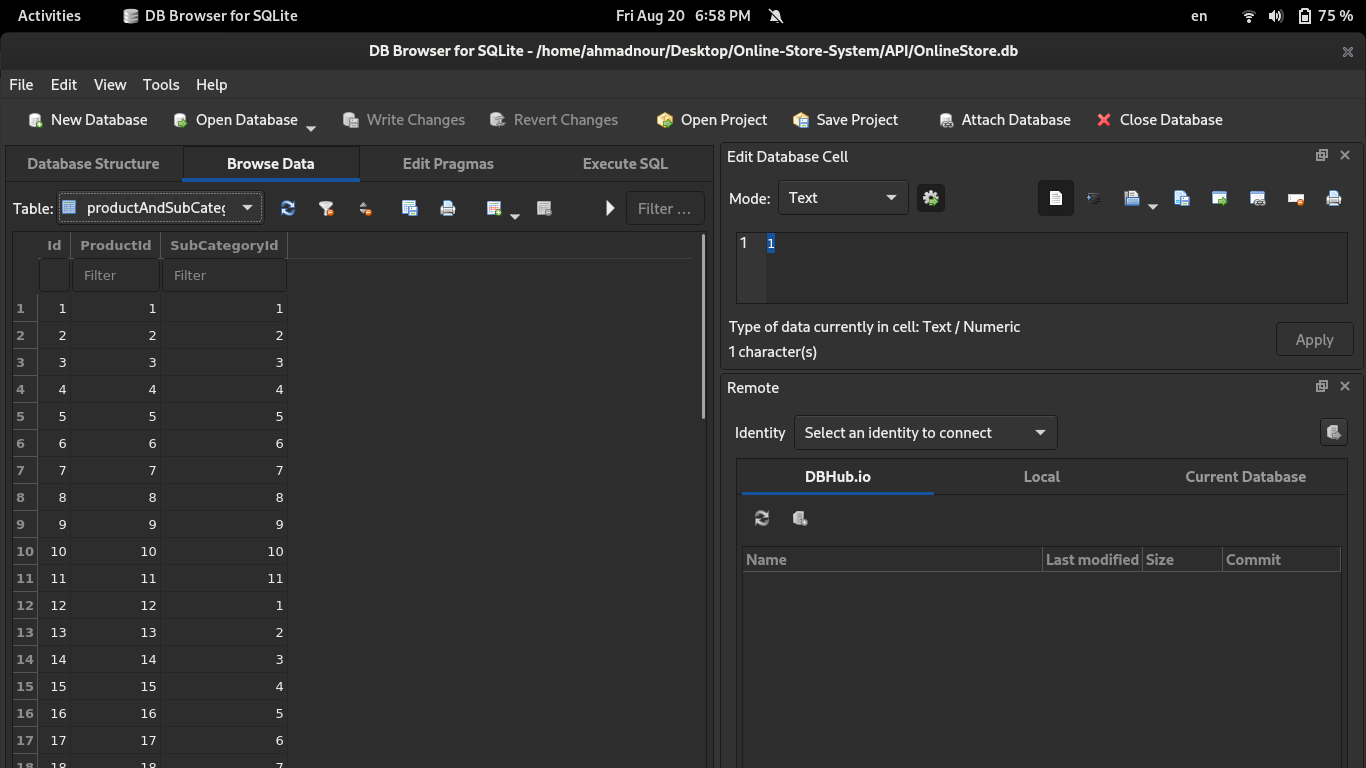 Activities DB Browser for SQLite Fri Aug 20 6:58 PM en 75 %
DB Browser for SQLite - /home/ahmadnour/Desktop/Online-Store-System/API/OnlineStore.db
File Edit View Tools Help
New Database Open Database Write Changes Revert Changes Open Project Save Project Attach Database Close Database
Database Structure Browse Data Edit Pragmas Execute SQL
Table: productAndSubCateg Filter ...
Id ProductId SubCategoryId
Filter Filter
1 1 1 1
2 2 2 2
3 3 3 3
4 4 4 4
5 5 5 5
6 6 6 6
7 7 7 7
8 8 8 8
9 9 9 9
10 10 10 10
11 11 11 11
12 12 12 1
13 13 13 2
14 14 14 3
15 15 15 4
16 16 16 5
17 17 17 6
18 18 18 7
Edit Database Cell
Mode: Text
1 1
Type of data currently in cell: Text / Numeric
1 character(s)
Apply
Remote
Identity Select an identity to connect
DBHub.io Local Current Database
Name Last modified Size Commit